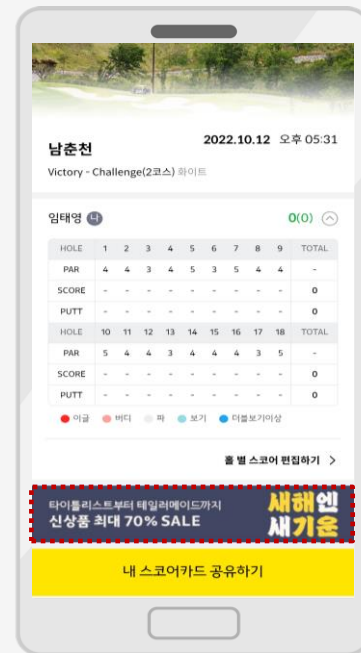 남춘천
2022.10.12 오후 05:31
Victory - Challenge(2코스) 화이트
임태영 나 0(0)
HOLE 1 2 3 4 5 6 7 8 9 TOTAL
PAR 4 4 3 4 5 3 5 4 4 -
SCORE - - - - - - - - - 0
PUTT - - - - - - - - - 0
HOLE 10 11 12 13 14 15 16 17 18 TOTAL
PAR 5 4 4 3 4 4 4 3 5 -
SCORE - - - - - - - - - 0
PUTT - - - - - - - - - 0
이글 버디 파 보기 더블보기이상
홀 별 스코어 편집하기 >
타이틀리스트부터 테일러메이드까지
신상품 최대 70% SALE
새해엔
새기운
내 스코어카드 공유하기